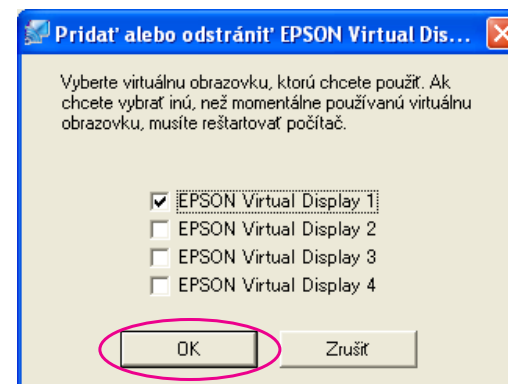 Pridať alebo odstrániť EPSON Virtual Dis...
Vyberte virtuálnu obrazovku, ktorú chcete použiť. Ak
chcete vybrať inú, než momentálne používanú virtuálnu
obrazovku, musíte reštartovať počítač.
EPSON Virtual Display 1
EPSON Virtual Display 2
EPSON Virtual Display 3
EPSON Virtual Display 4
OK
Zrušiť